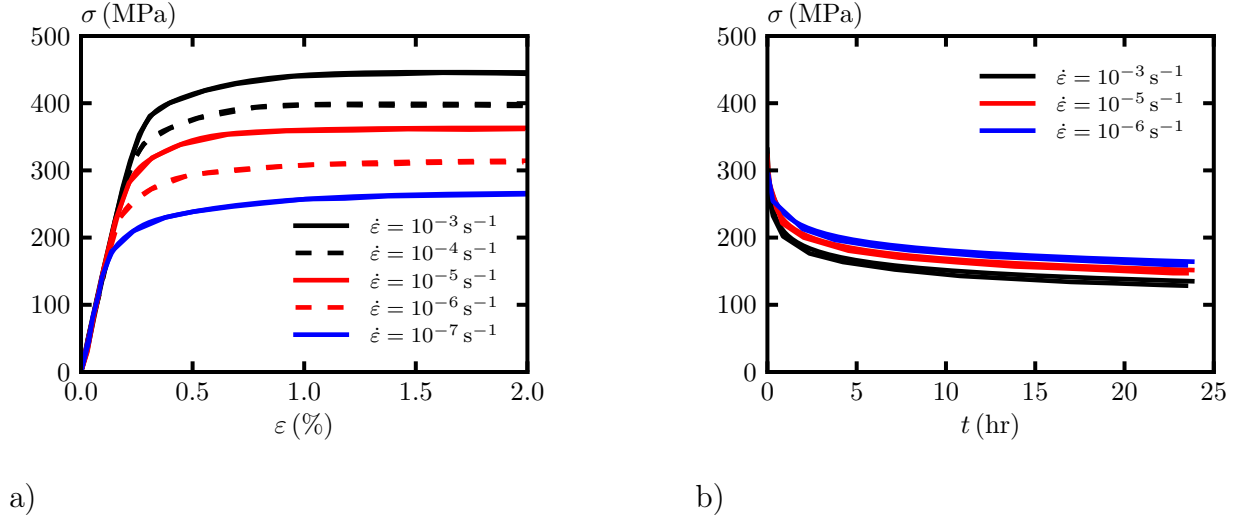 σ (MPa)
500
400
300
200
100
0
0.0 0.5 1.0 1.5 2.0
ε (%)
ε̇ = 10⁻³ s⁻¹
ε̇ = 10⁻⁴ s⁻¹
ε̇ = 10⁻⁵ s⁻¹
ε̇ = 10⁻⁶ s⁻¹
ε̇ = 10⁻⁷ s⁻¹
a)
σ (MPa)
500
400
300
200
100
0
0 5 10 15 20 25
t (hr)
ε̇ = 10⁻³ s⁻¹
ε̇ = 10⁻⁵ s⁻¹
ε̇ = 10⁻⁶ s⁻¹
b)